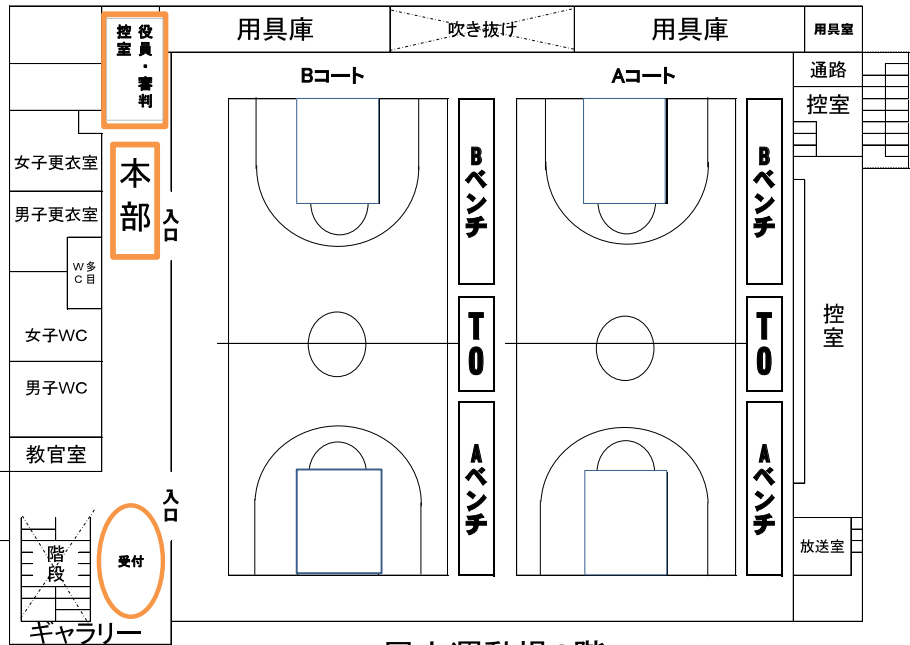 役員・審判
控室
用具庫
吹き抜け
用具庫
用具室
Bコート
Aコート
通路
控室
女子更衣室
本部
男子更衣室
入口
多目
WC
Bベンチ
Bベンチ
TO
TO
控室
女子WC
男子WC
教官室
Aベンチ
Aベンチ
入口
階段
受付
放送室
ギャラリー